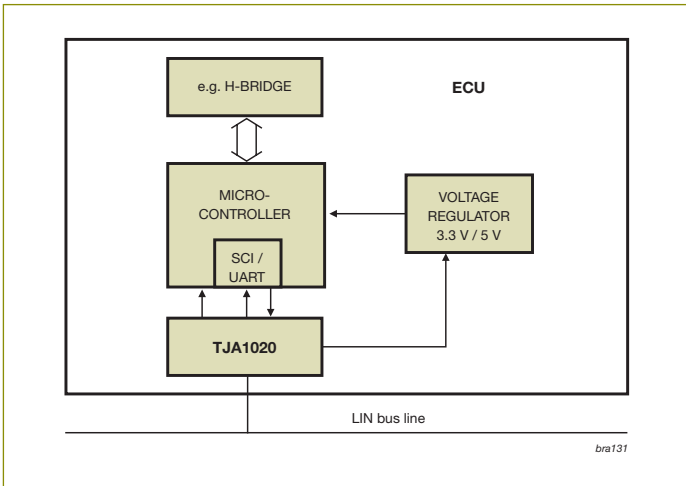 e.g. H-BRIDGE
ECU
MICRO-
CONTROLLER
VOLTAGE
REGULATOR
3.3 V / 5 V
SCI /
UART
TJA1020
LIN bus line
bra131